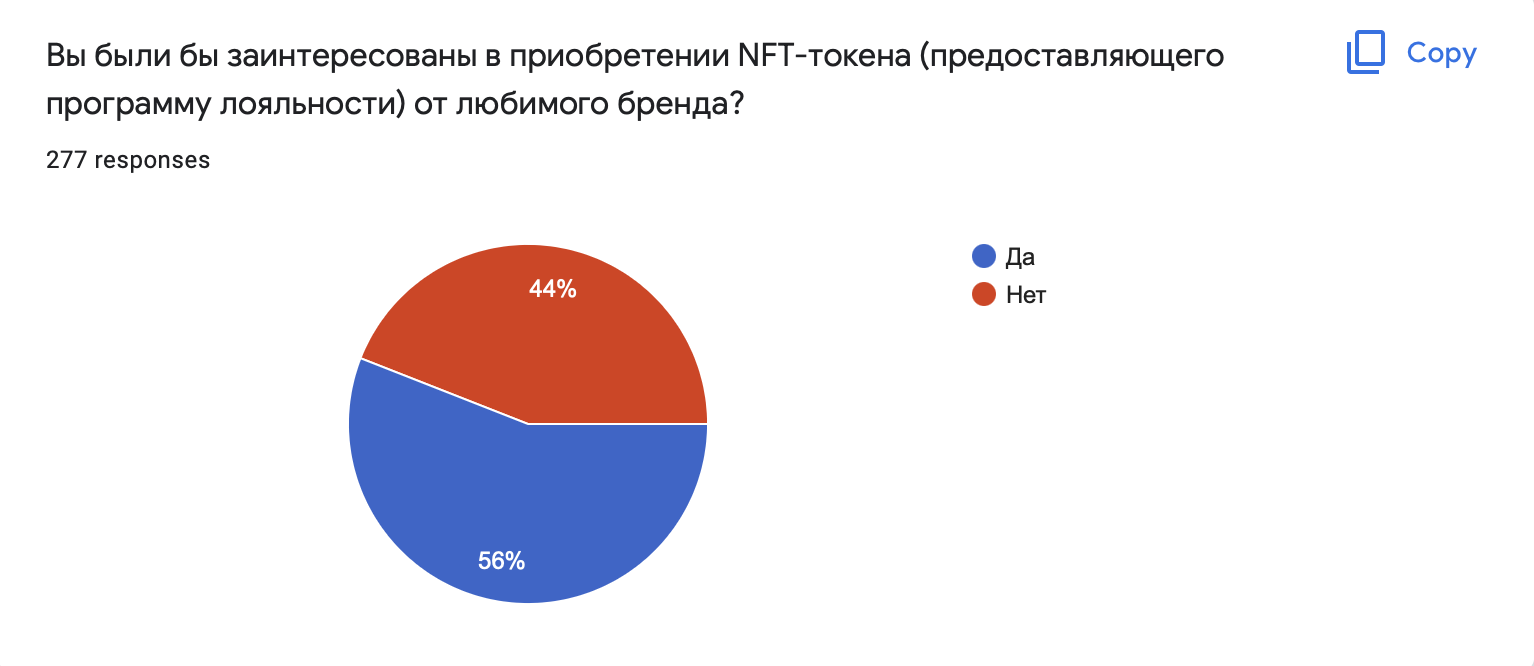 Вы были бы заинтересованы в приобретении NFT-токена (предоставляющего
программу лояльности) от любимого бренда?
Copy
277 responses
Да
Нет
44%
56%